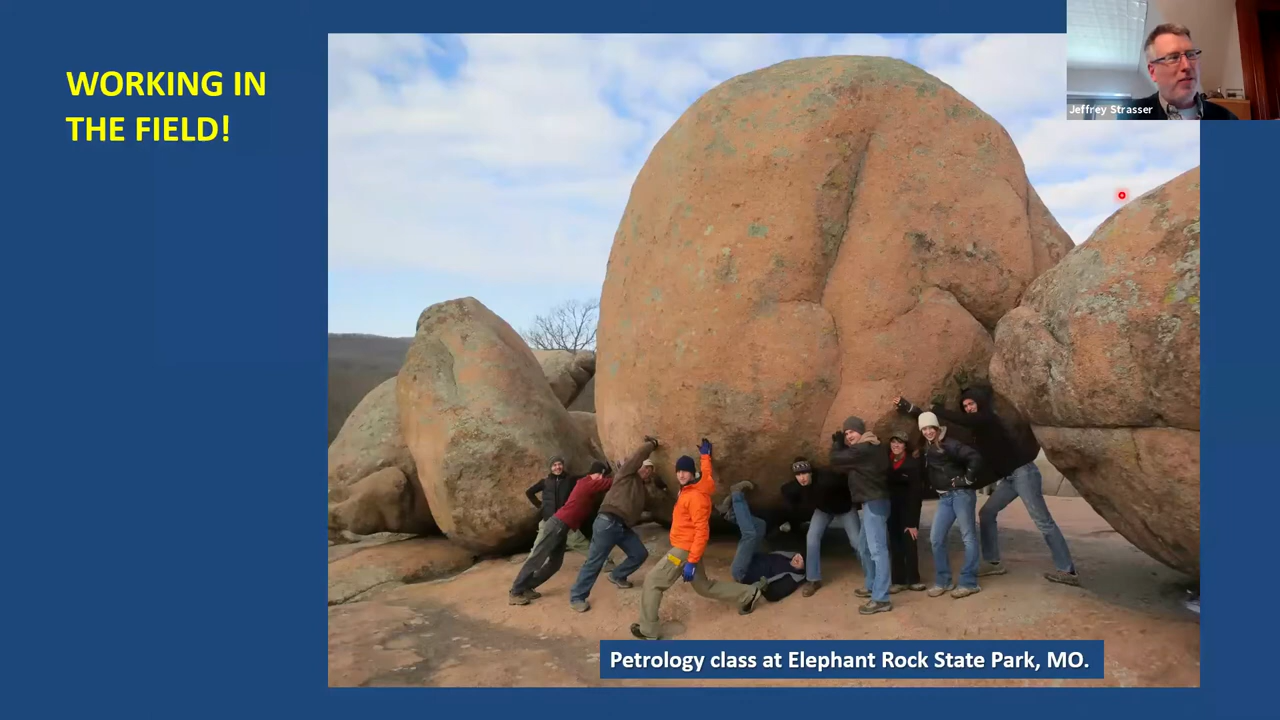 WORKING IN
THE FIELD!
Jeffrey Strasser
Petrology class at Elephant Rock State Park, MO.